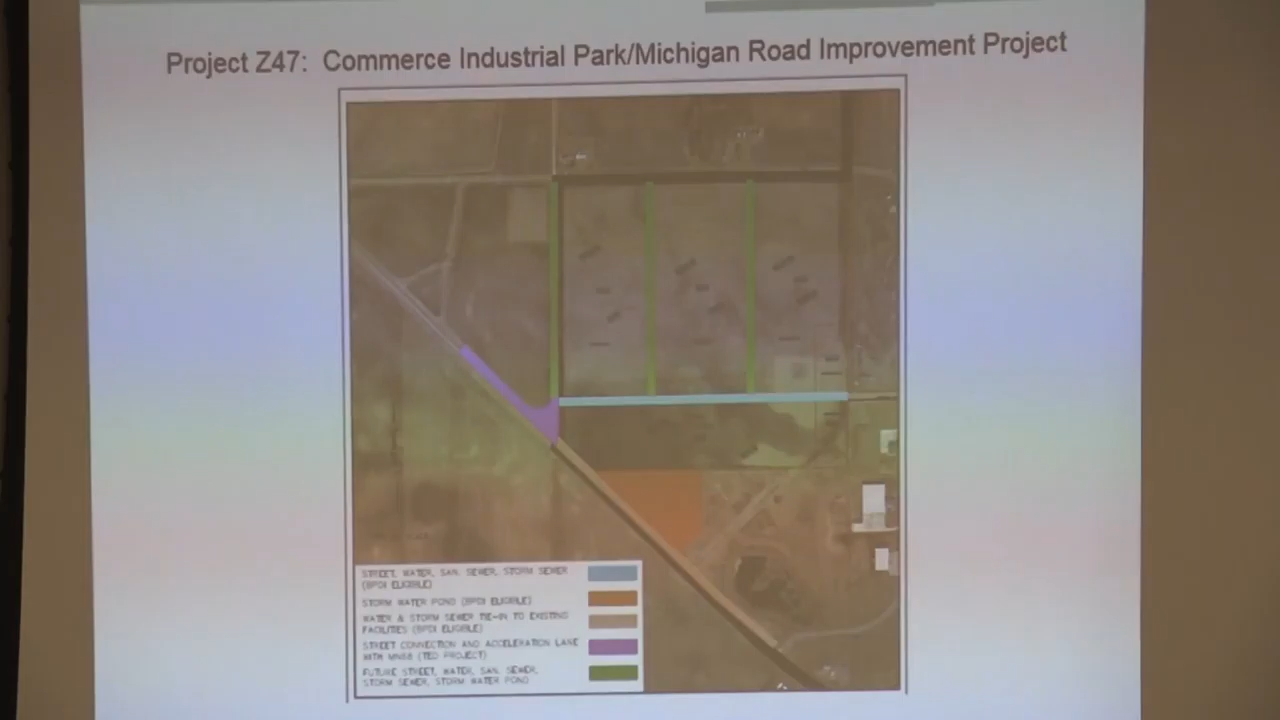 Project Z47: Commerce Industrial Park/Michigan Road Improvement Project
STREET, WATER, SAN. SEWER, STORM SEWER
(BPDI ELIGIBLE)
STORM WATER POND (BPDI ELIGIBLE)
WATER & STORM SEWER TIE-IN TO EXISTING
FACILITIES (BPDI ELIGIBLE)
STREET CONNECTION AND ACCELERATION LANE
WITH MN68 (TED PROJECT)
FUTURE STREET, WATER, SAN. SEWER,
STORM SEWER, STORM WATER POND